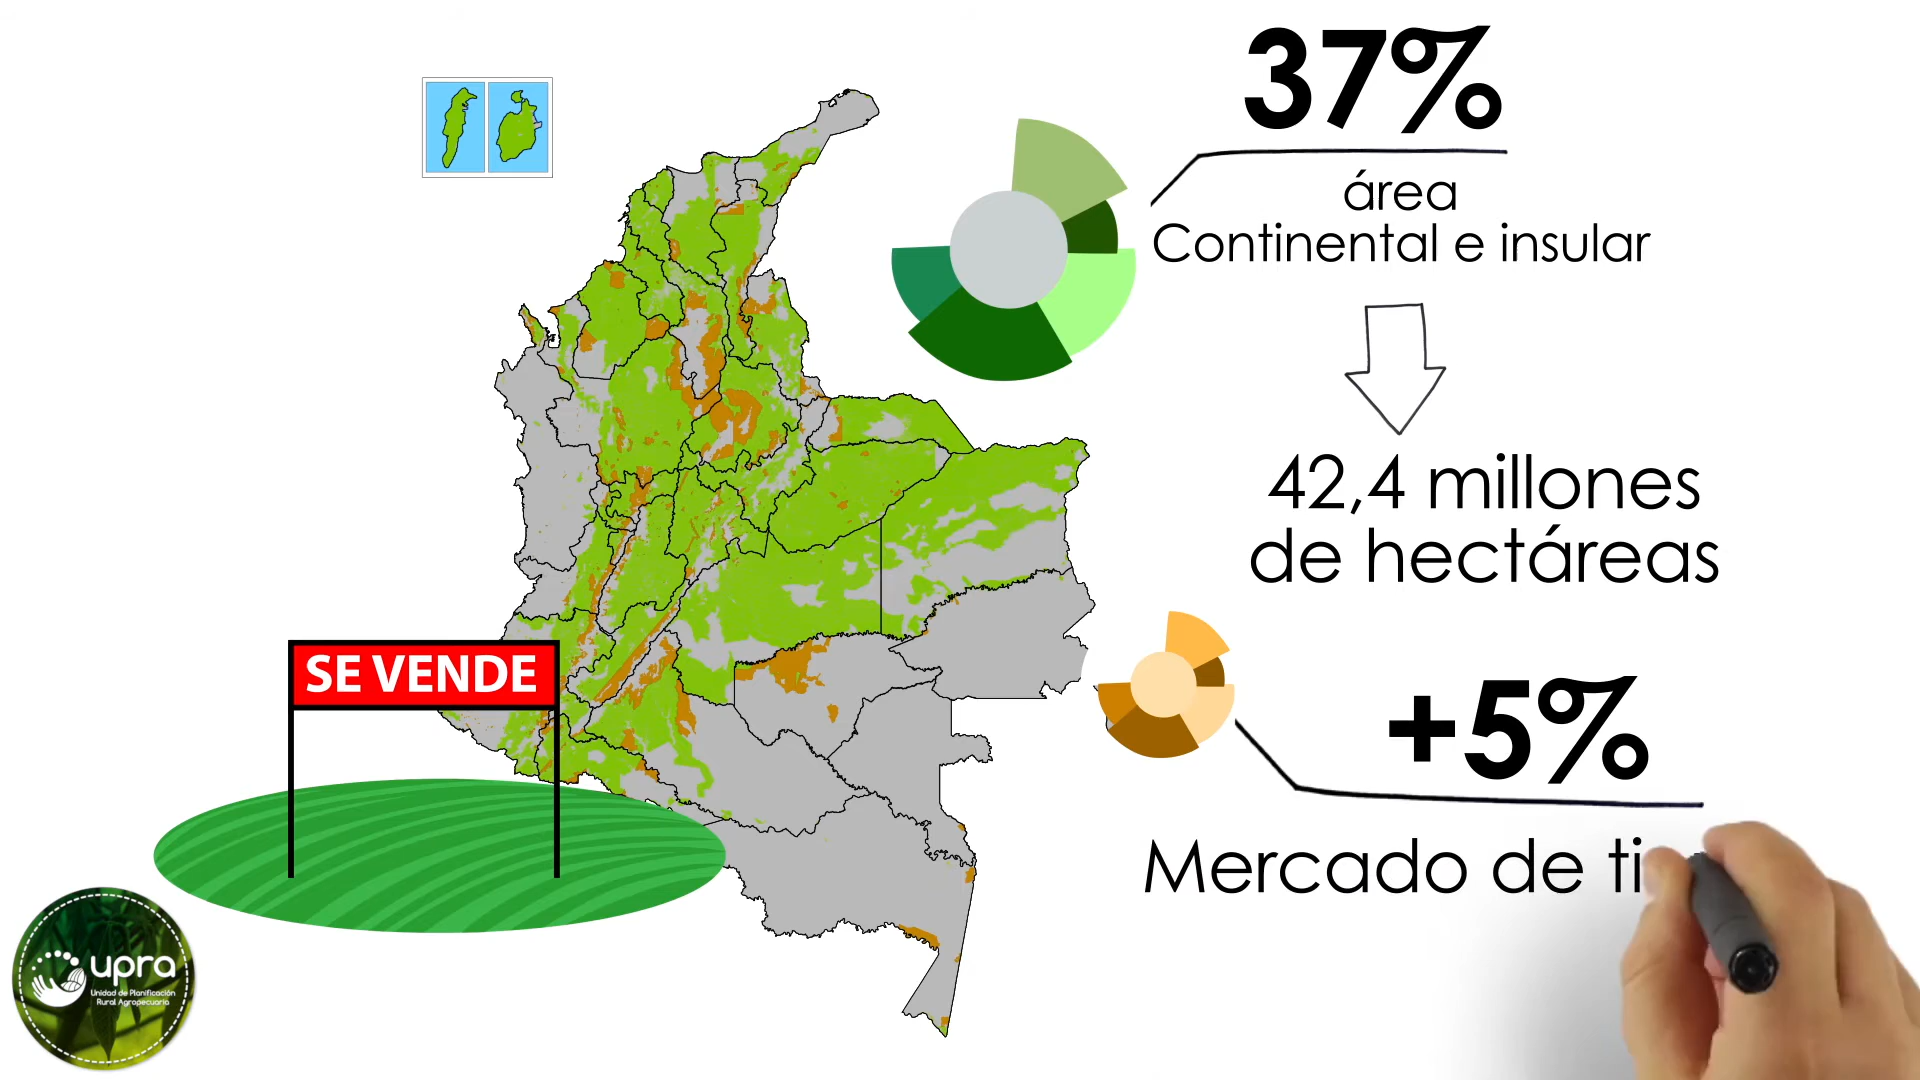 37%
área
Continental e insular
42,4 millones
de hectáreas
SE VENDE
+5%
Mercado de ti
upra
Unidad de Planificación
Rural Agropecuaria